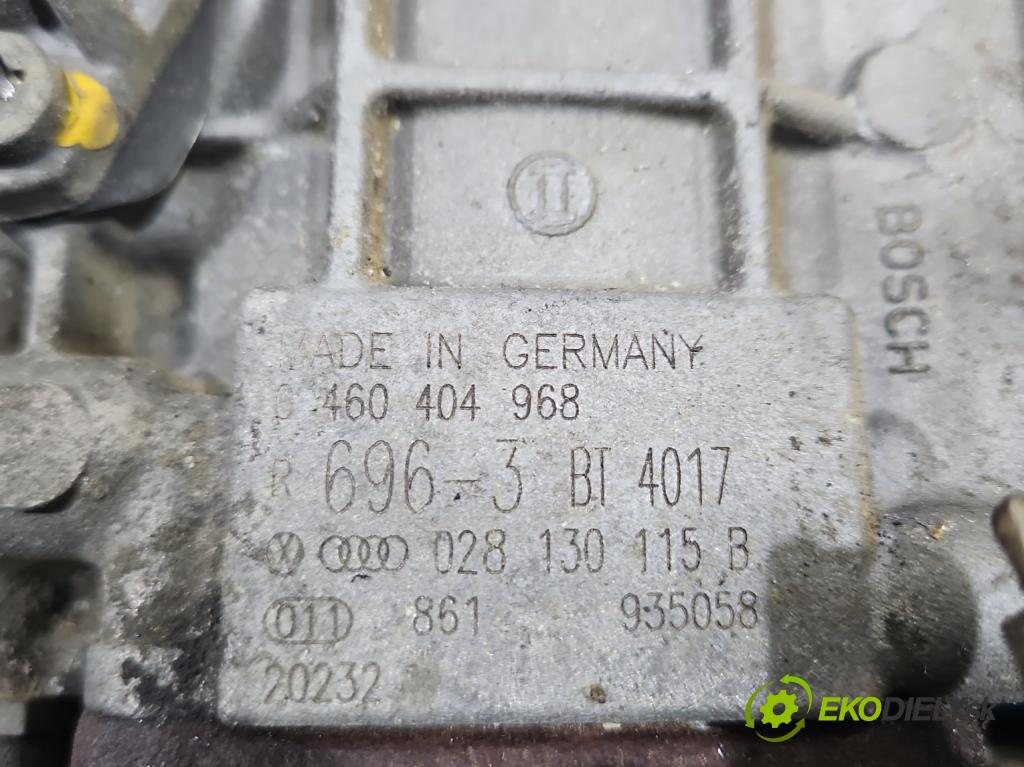 BOSCH
MADE IN GERMANY
0 460 404 968
R 696-3 BT 4017
028 130 115 B
011 861 935058
20232
EKODIELY.sk